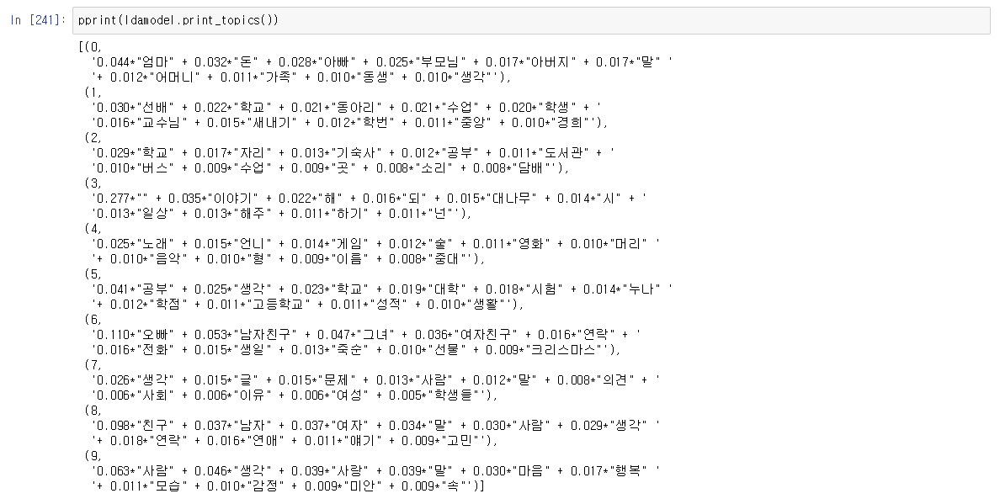 In [241]: pprint(ldamodel.print_topics())
[(0,
'0.044*"엄마" + 0.032*"돈" + 0.028*"아빠" + 0.025*"부모님" + 0.017*"아버지" + 0.017*"말" '
'+ 0.012*"어머니" + 0.011*"가족" + 0.010*"동생" + 0.010*"생각"'),
(1,
'0.030*"선배" + 0.022*"학교" + 0.021*"동아리" + 0.021*"수업" + 0.020*"학생" + '
'0.016*"교수님" + 0.015*"새내기" + 0.012*"학번" + 0.011*"중앙" + 0.010*"경희"'),
(2,
'0.029*"학교" + 0.017*"자리" + 0.013*"기숙사" + 0.012*"공부" + 0.011*"도서관" + '
'0.010*"버스" + 0.009*"수업" + 0.009*"곳" + 0.008*"소리" + 0.008*"담배"'),
(3,
'0.277*"" + 0.035*"이야기" + 0.022*"해" + 0.016*"되" + 0.015*"대나무" + 0.014*"시" + '
'0.013*"일상" + 0.013*"해주" + 0.011*"하기" + 0.011*"넌"'),
(4,
'0.025*"노래" + 0.015*"언니" + 0.014*"게임" + 0.012*"술" + 0.011*"영화" + 0.010*"머리" '
'+ 0.010*"음악" + 0.010*"형" + 0.009*"이름" + 0.008*"중대"'),
(5,
'0.041*"공부" + 0.025*"생각" + 0.023*"학교" + 0.019*"대학" + 0.018*"시험" + 0.014*"누나" '
'+ 0.012*"학점" + 0.011*"고등학교" + 0.011*"성적" + 0.010*"생활"'),
(6,
'0.110*"오빠" + 0.053*"남자친구" + 0.047*"그녀" + 0.036*"여자친구" + 0.016*"연락" + '
'0.016*"전화" + 0.015*"생일" + 0.013*"죽순" + 0.010*"선물" + 0.009*"크리스마스"'),
(7,
'0.026*"생각" + 0.015*"글" + 0.015*"문제" + 0.013*"사람" + 0.012*"말" + 0.008*"의견" + '
'0.006*"사회" + 0.006*"이유" + 0.006*"여성" + 0.005*"학생들"'),
(8,
'0.098*"친구" + 0.037*"남자" + 0.037*"여자" + 0.034*"말" + 0.030*"사람" + 0.029*"생각" '
'+ 0.018*"연락" + 0.016*"연애" + 0.011*"얘기" + 0.009*"고민"'),
(9,
'0.063*"사람" + 0.046*"생각" + 0.039*"사랑" + 0.039*"말" + 0.030*"마음" + 0.017*"행복" '
'+ 0.011*"모습" + 0.010*"감정" + 0.009*"미안" + 0.009*"속"')]